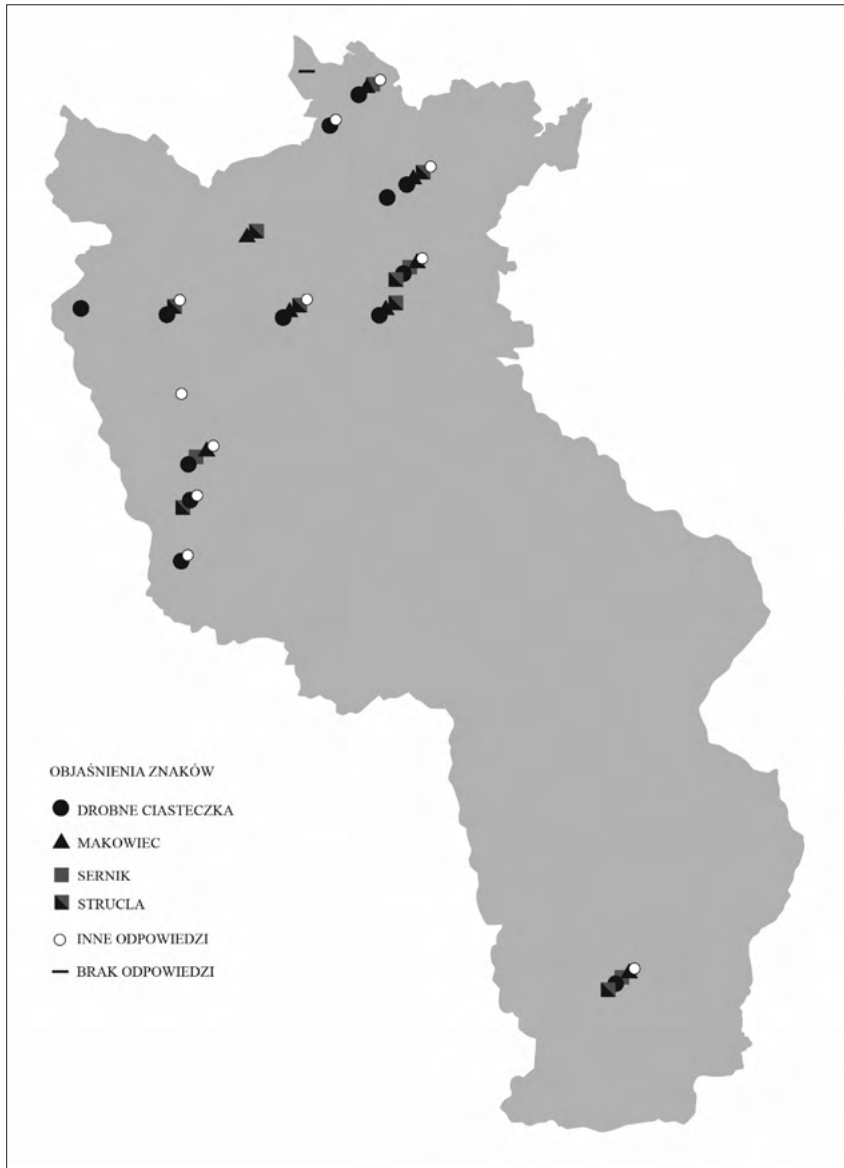 OBJAŚNIENIA ZNAKÓW
DROBNE CIASTECZKA
MAKOWIEC
SERNIK
STRUCLA
INNE ODPOWIEDZI
BRAK ODPOWIEDZI